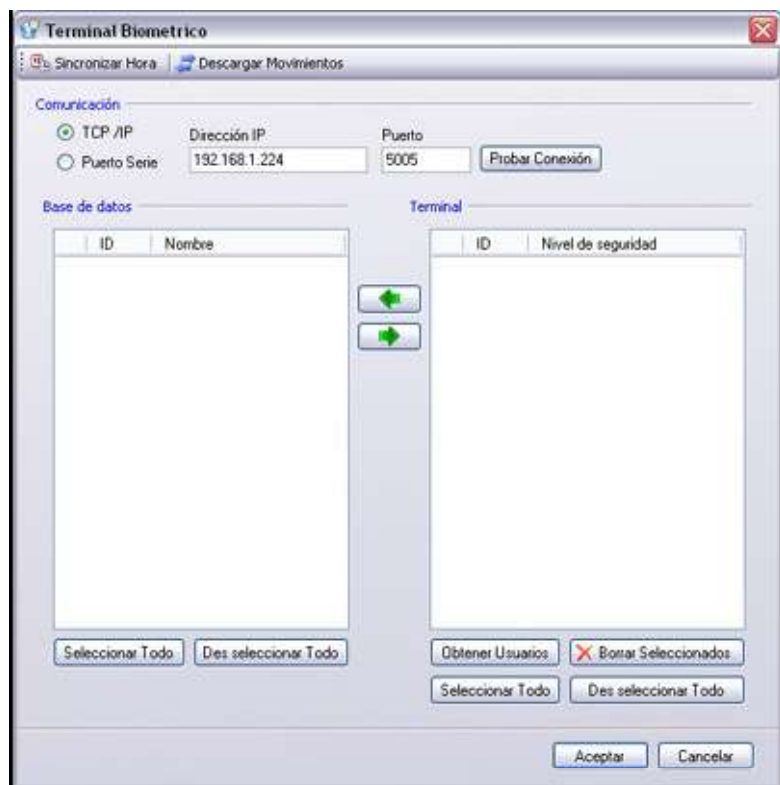 Terminal Biometrico
Sincronizar Hora Descargar Movimientos
Comunicación
TCP /IP Dirección IP Puerto
Puerto Serie 192.168.1.224 5005 Probar Conexión
Base de datos Terminal
ID Nombre ID Nivel de seguridad
Seleccionar Todo Des seleccionar Todo Obtener Usuarios Borrar Seleccionados
Seleccionar Todo Des seleccionar Todo
Aceptar Cancelar